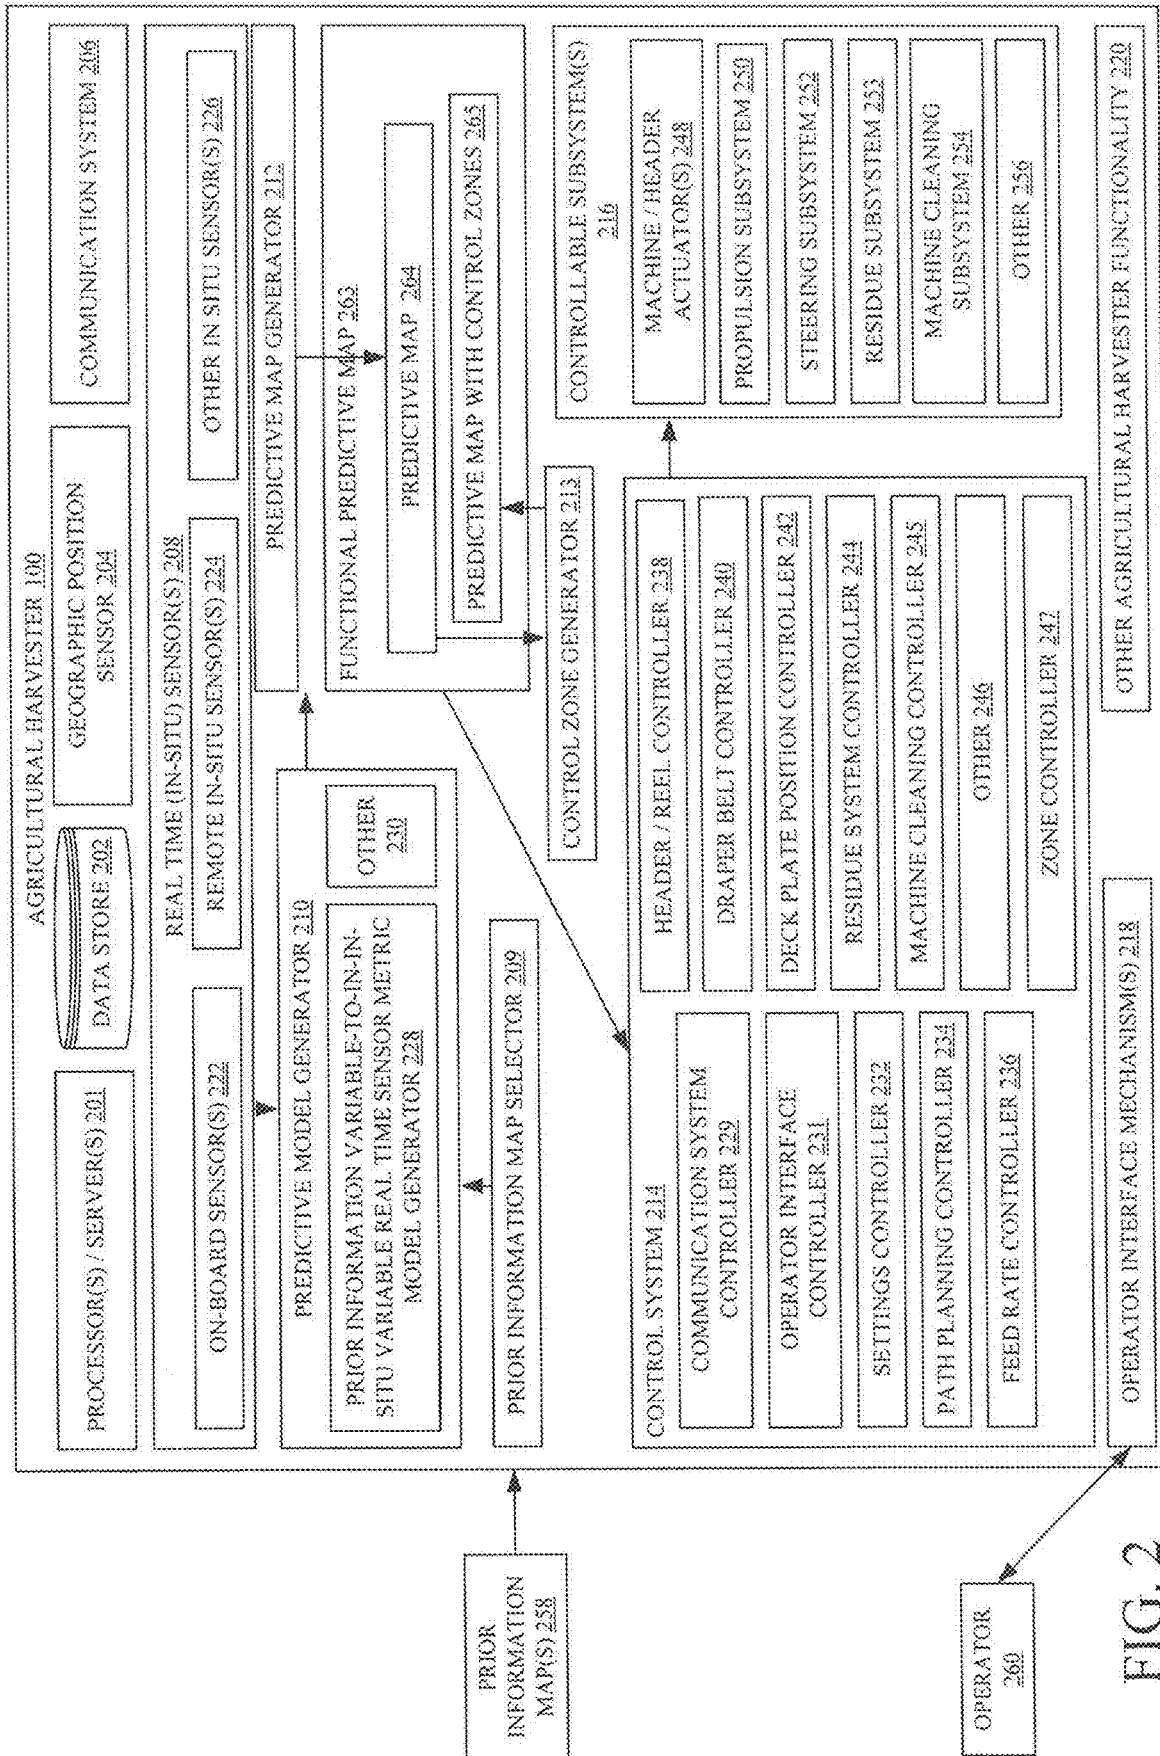 AGRICULTURAL HARVESTER 100
PROCESSOR(S) / SERVER(S) 201
DATA STORE 202
GEOGRAPHIC POSITION
SENSOR 204
COMMUNICATION SYSTEM 206
REAL TIME (IN-SITU) SENSOR(S) 208
ON-BOARD SENSOR(S) 222
REMOTE IN-SITU SENSOR(S) 224
OTHER IN SITU SENSOR(S) 226
PREDICTIVE MODEL GENERATOR 210
PRIOR INFORMATION VARIABLE-TO-IN-IN-
SITU VARIABLE REAL TIME SENSOR METRIC
MODEL GENERATOR 228
OTHER
230
PREDICTIVE MAP GENERATOR 212
PRIOR
INFORMATION
MAP(S) 258
PRIOR INFORMATION MAP SELECTOR 209
FUNCTIONAL PREDICTIVE MAP 263
PREDICTIVE MAP 264
PREDICTIVE MAP WITH CONTROL ZONES 265
CONTROL ZONE GENERATOR 213
CONTROL SYSTEM 214
COMMUNICATION SYSTEM
CONTROLLER 229
OPERATOR INTERFACE
CONTROLLER 231
SETTINGS CONTROLLER 232
PATH PLANNING CONTROLLER 234
FEED RATE CONTROLLER 236
HEADER / REEL CONTROLLER 238
DRAPER BELT CONTROLLER 240
DECK PLATE POSITION CONTROLLER 242
RESIDUE SYSTEM CONTROLLER 244
MACHINE CLEANING CONTROLLER 245
OTHER 246
ZONE CONTROLLER 247
CONTROLLABLE SUBSYSTEM(S)
216
MACHINE / HEADER
ACTUATOR(S) 248
PROPULSION SUBSYSTEM 250
STEERING SUBSYSTEM 252
RESIDUE SUBSYSTEM 253
MACHINE CLEANING
SUBSYSTEM 254
OTHER 256
OPERATOR
260
OPERATOR INTERFACE MECHANISM(S) 218
OTHER AGRICULTURAL HARVESTER FUNCTIONALITY 220
FIG. 2